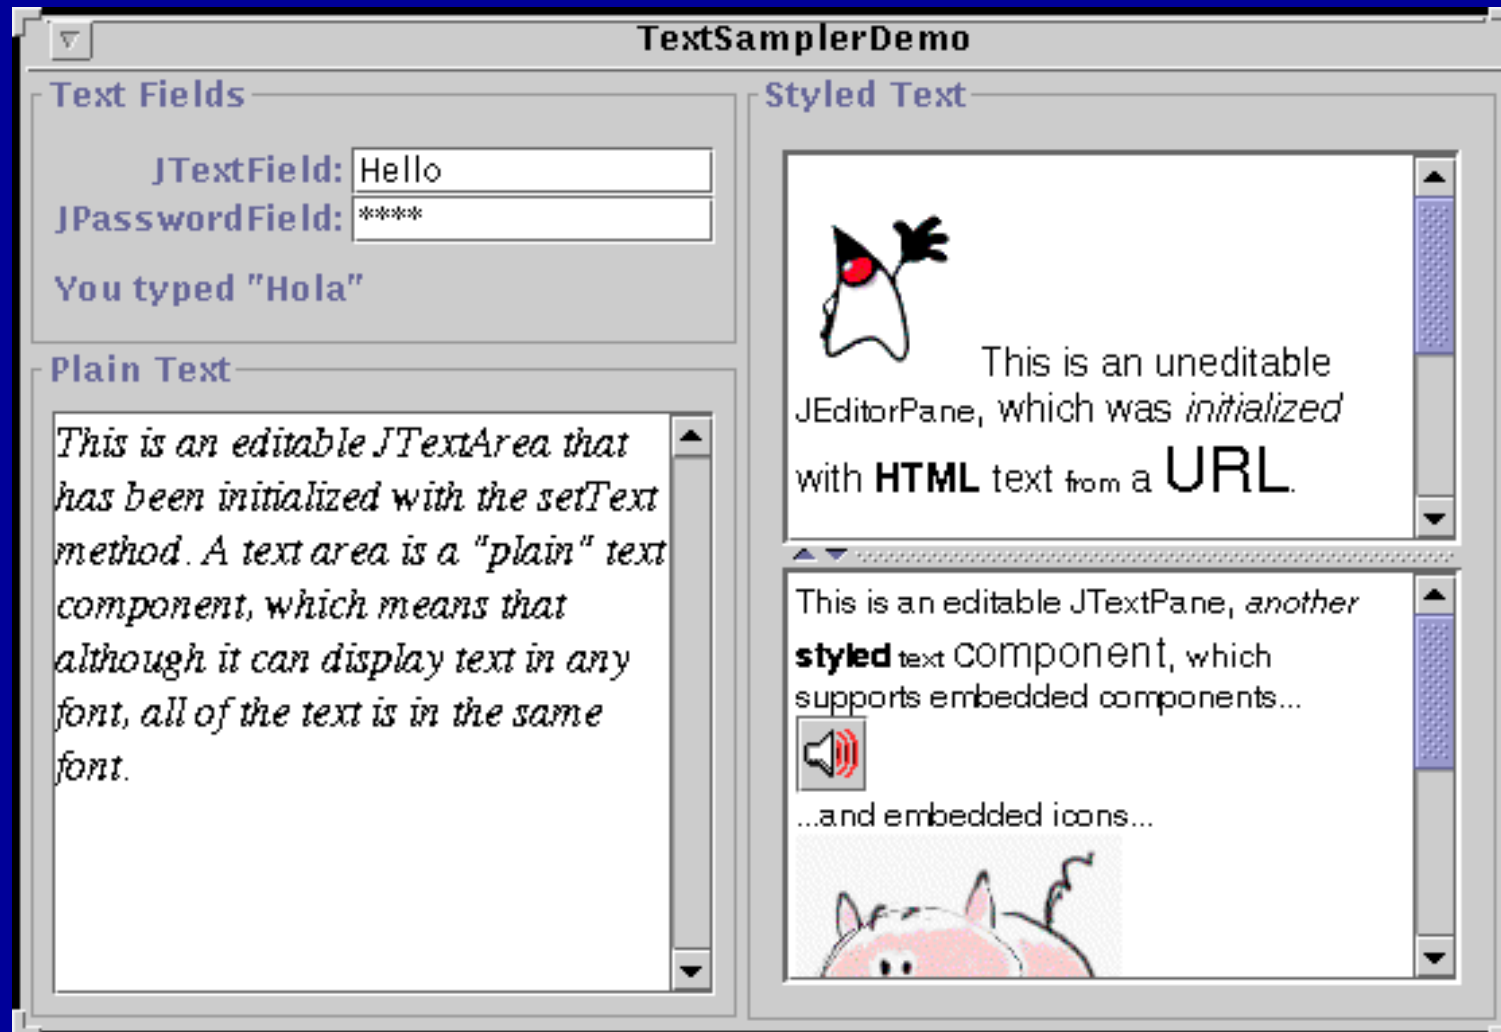 TextSamplerDemo
Text Fields
JTextField: Hello
JPasswordField: ****
You typed "Hola"
Plain Text
This is an editable JTextArea that
has been initialized with the setText
method. A text area is a "plain" text
component, which means that
although it can display text in any
font, all of the text is in the same
font.
Styled Text
This is an uneditable
JEditorPane, which was initialized
with HTML text from a URL.
This is an editable JTextPane, another
styled text component, which
supports embedded components...
...and embedded icons...